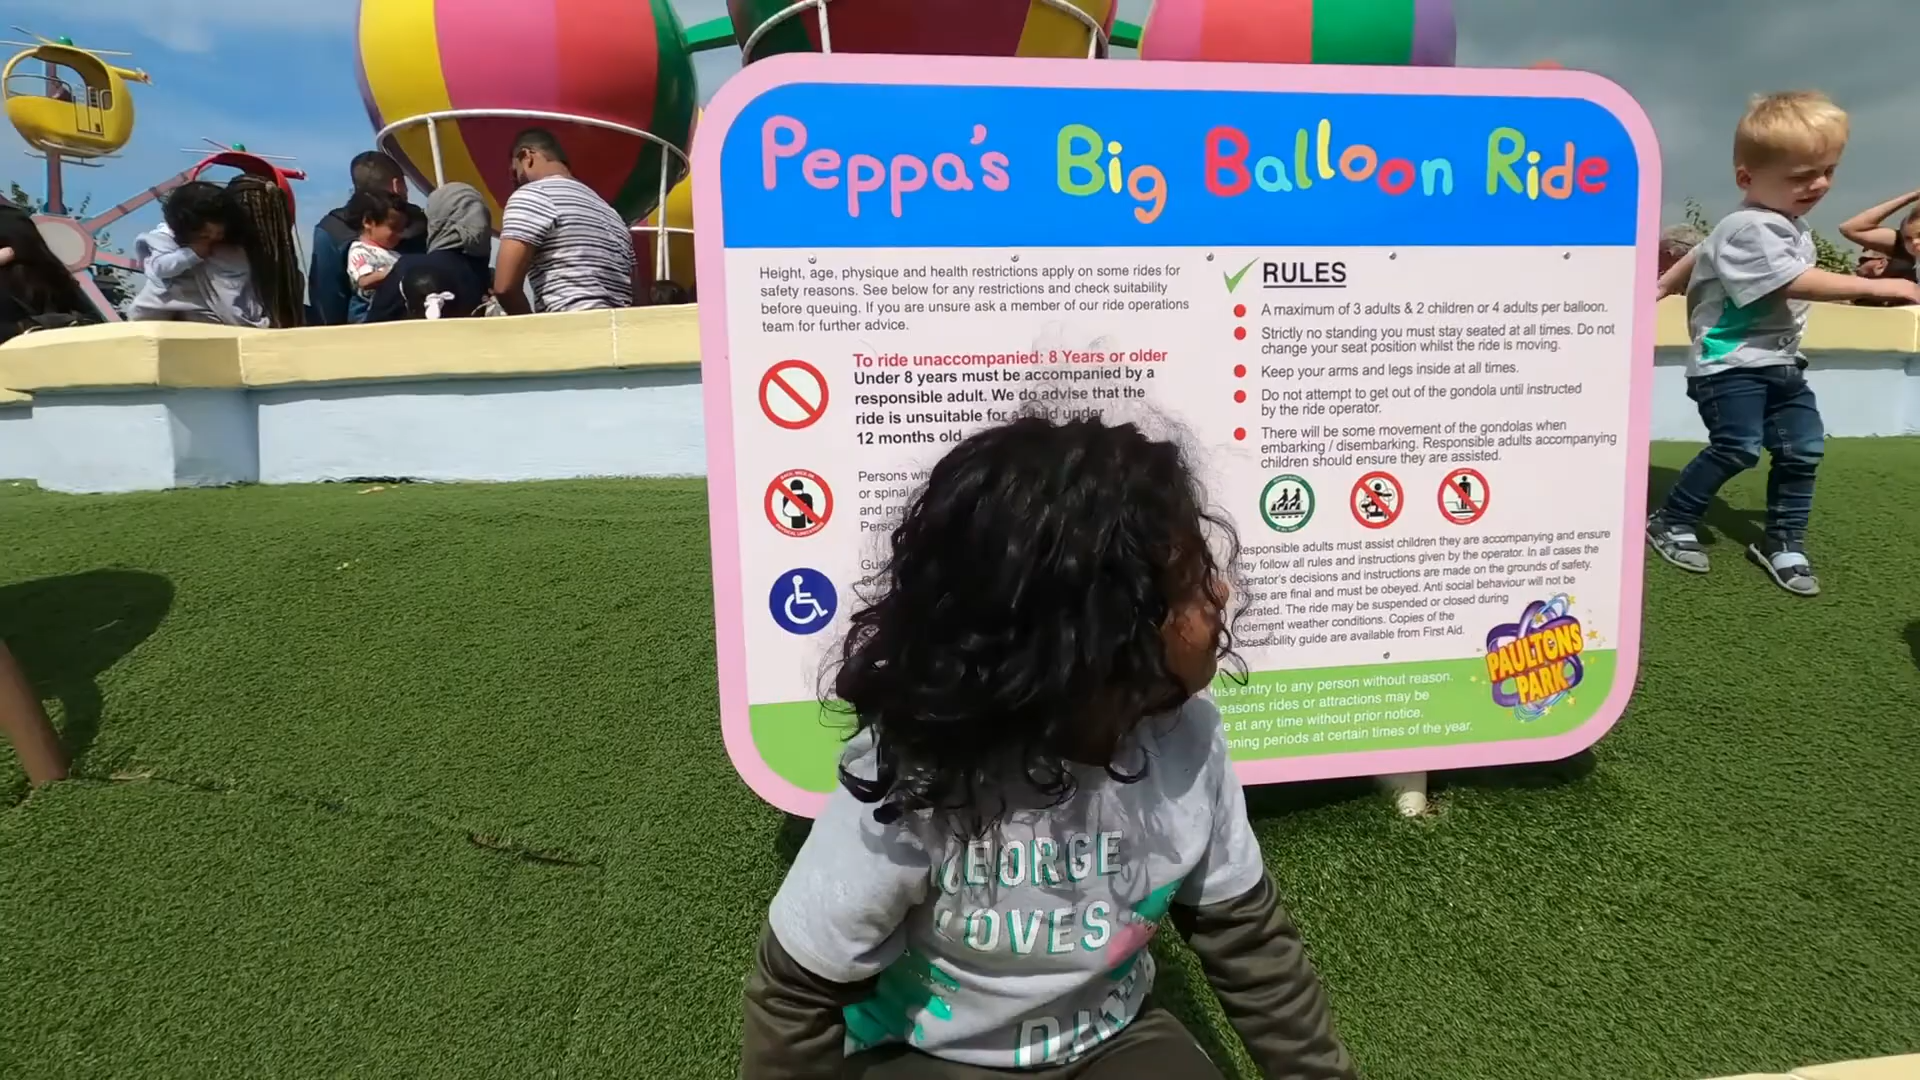 Peppa's Big Balloon Ride
Height, age, physique and health restrictions apply on some rides for
safety reasons. See below for any restrictions and check suitability
before queuing. If you are unsure ask a member of our ride operations
team for further advice.
To ride unaccompanied: 8 Years or older
Under 8 years must be accompanied by a
responsible adult. We do advise that the
ride is unsuitable for a child under
12 months old
Persons
or spinal
and
RULES
A maximum of 3 adults & 2 children or 4 adults per balloon.
Strictly no standing you must stay seated at all times. Do not
change your seat position whilst the ride is moving.
Keep your arms and legs inside at all times.
Do not attempt to get out of the gondola until instructed
by the ride operator.
There will be some movement of the gondolas when
embarking / disembarking. Responsible adults accompanying
children should ensure they are assisted.
Responsible adults must assist children they are accompanying and ensure
they follow all rules and instructions given by the operator. In all cases the
operator's decisions and instructions are made on the grounds of safety.
These are final and must be obeyed. Anti social behaviour will not be
tolerated. The ride may be suspended or closed during
inclement weather conditions. Copies of the
accessibility guide are available from First Aid.
entry to any person without reason.
reasons rides or attractions may be
at any time without prior notice.
periods at certain times of the year.
PAULTONS
PARK
GEORGE
LOVES